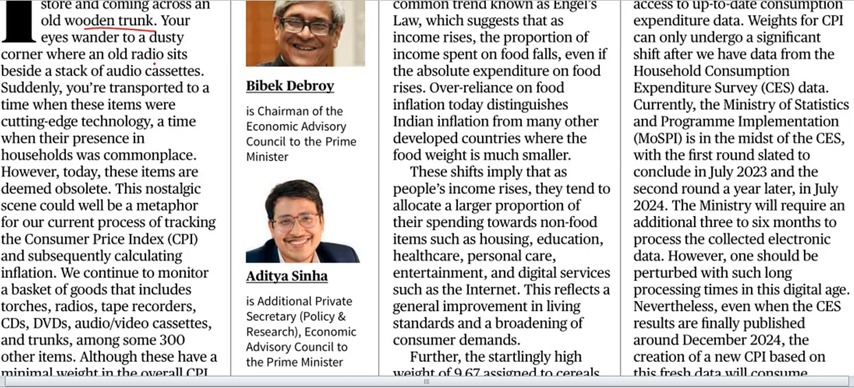 store and coming across an
old wooden trunk. Your
eyes wander to a dusty
corner where an old radio sits
beside a stack of audio cassettes.
Suddenly, you're transported to a
time when these items were
cutting-edge technology, a time
when their presence in
households was commonplace.
However, today, these items are
deemed obsolete. This nostalgic
scene could well be a metaphor
for our current process of tracking
the Consumer Price Index (CPI)
and subsequently calculating
inflation. We continue to monitor
a basket of goods that includes
torches, radios, tape recorders,
CDs, DVDs, audio/video cassettes,
and trunks, among some 300
other items. Although these have a
minimal weight in the overall CPI
Bibek Debroy
is Chairman of the
Economic Advisory
Council to the Prime
Minister
Aditya Sinha
is Additional Private
Secretary (Policy &
Research), Economic
Advisory Council to
the Prime Minister
common trend known as Engel's
Law, which suggests that as
income rises, the proportion of
income spent on food falls, even if
the absolute expenditure on food
rises. Over-reliance on food
inflation today distinguishes
Indian inflation from many other
developed countries where the
food weight is much smaller.
These shifts imply that as
people's income rises, they tend to
allocate a larger proportion of
their spending towards non-food
items such as housing, education,
healthcare, personal care,
entertainment, and digital services
such as the Internet. This reflects a
general improvement in living
standards and a broadening of
consumer demands.
Further, the startlingly high
weight of 9.67 assigned to cereals
access to up-to-date consumption
expenditure data. Weights for CPI
can only undergo a significant
shift after we have data from the
Household Consumption
Expenditure Survey (CES) data.
Currently, the Ministry of Statistics
and Programme Implementation
(MoSPI) is in the midst of the CES,
with the first round slated to
conclude in July 2023 and the
second round a year later, in July
2024. The Ministry will require an
additional three to six months to
process the collected electronic
data. However, one should be
perturbed with such long
processing times in this digital age.
Nevertheless, even when the CES
results are finally published
around December 2024, the
creation of a new CPI based on
this fresh data will consume